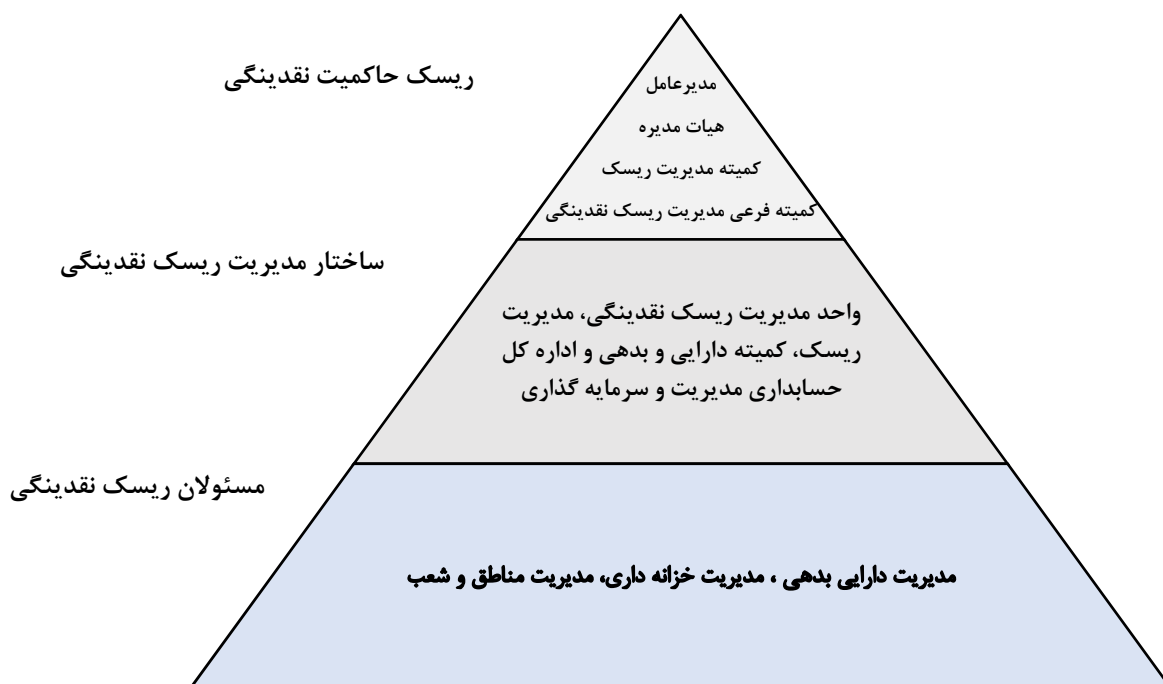 ریسک حاکمیت نقدینگی
مدیرعامل
هیات مدیره
کمیته مدیریت ریسک
کمیته فرعی مدیریت ریسک نقدینگی
ساختار مدیریت ریسک نقدینگی
واحد مدیریت ریسک نقدینگی، مدیریت
ریسک، کمیته دارایی و بدهی و اداره کل
حسابداری مدیریت و سرمایه گذاری
مسئولان ریسک نقدینگی
مدیریت دارایی بدهی ، مدیریت خزانه داری، مدیریت مناطق و شعب